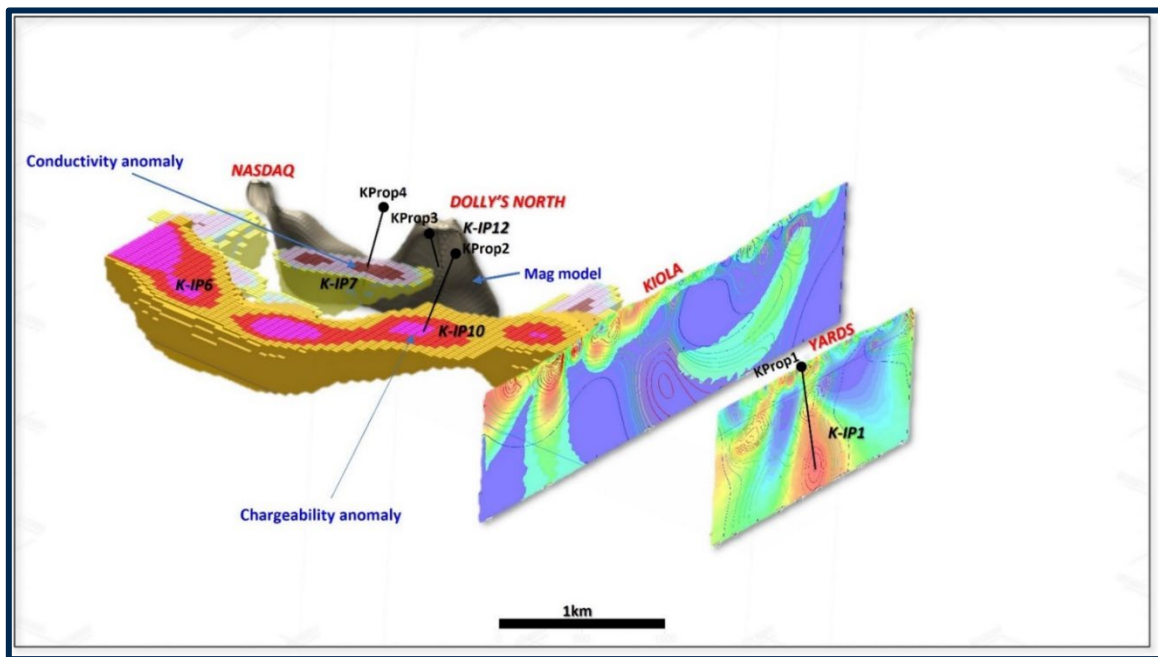 Conductivity anomaly
NASDAQ
KProp4
DOLLY'S NORTH
KProp3
K-IP12
KProp2
Mag model
K-IP7
K-IP6
K-IP10
KIOLA
YARDS
KProp1
K-IP1
Chargeability anomaly
1km